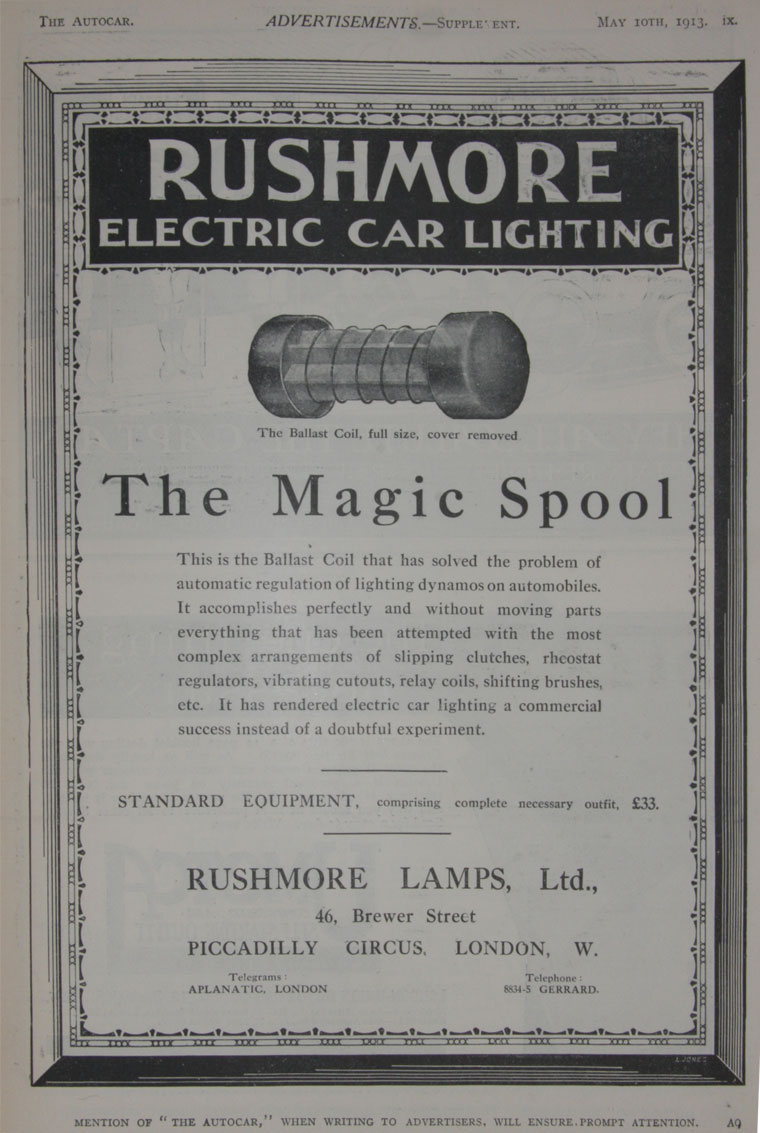 THE AUTOCAR. ADVERTISEMENTS.—SUPPLEMENT. MAY 10TH, 1913. ix.
RUSHMORE
ELECTRIC CAR LIGHTING
The Ballast Coil, full size, cover removed.
The Magic Spool
This is the Ballast Coil that has solved the problem of
automatic regulation of lighting dynamos on automobiles.
It accomplishes perfectly and without moving parts
everything that has been attempted with the most
complex arrangements of slipping clutches, rheostat
regulators, vibrating cutouts, relay coils, shifting brushes,
etc. It has rendered electric car lighting a commercial
success instead of a doubtful experiment.
STANDARD EQUIPMENT, comprising complete necessary outfit, £33.
RUSHMORE LAMPS, Ltd.,
46, Brewer Street
PICCADILLY CIRCUS, LONDON, W.
Telegrams: Telephone:
APLANATIC, LONDON 8834-5 GERRARD.
E.JONES
MENTION OF "THE AUTOCAR," WHEN WRITING TO ADVERTISERS, WILL ENSURE PROMPT ATTENTION. A9